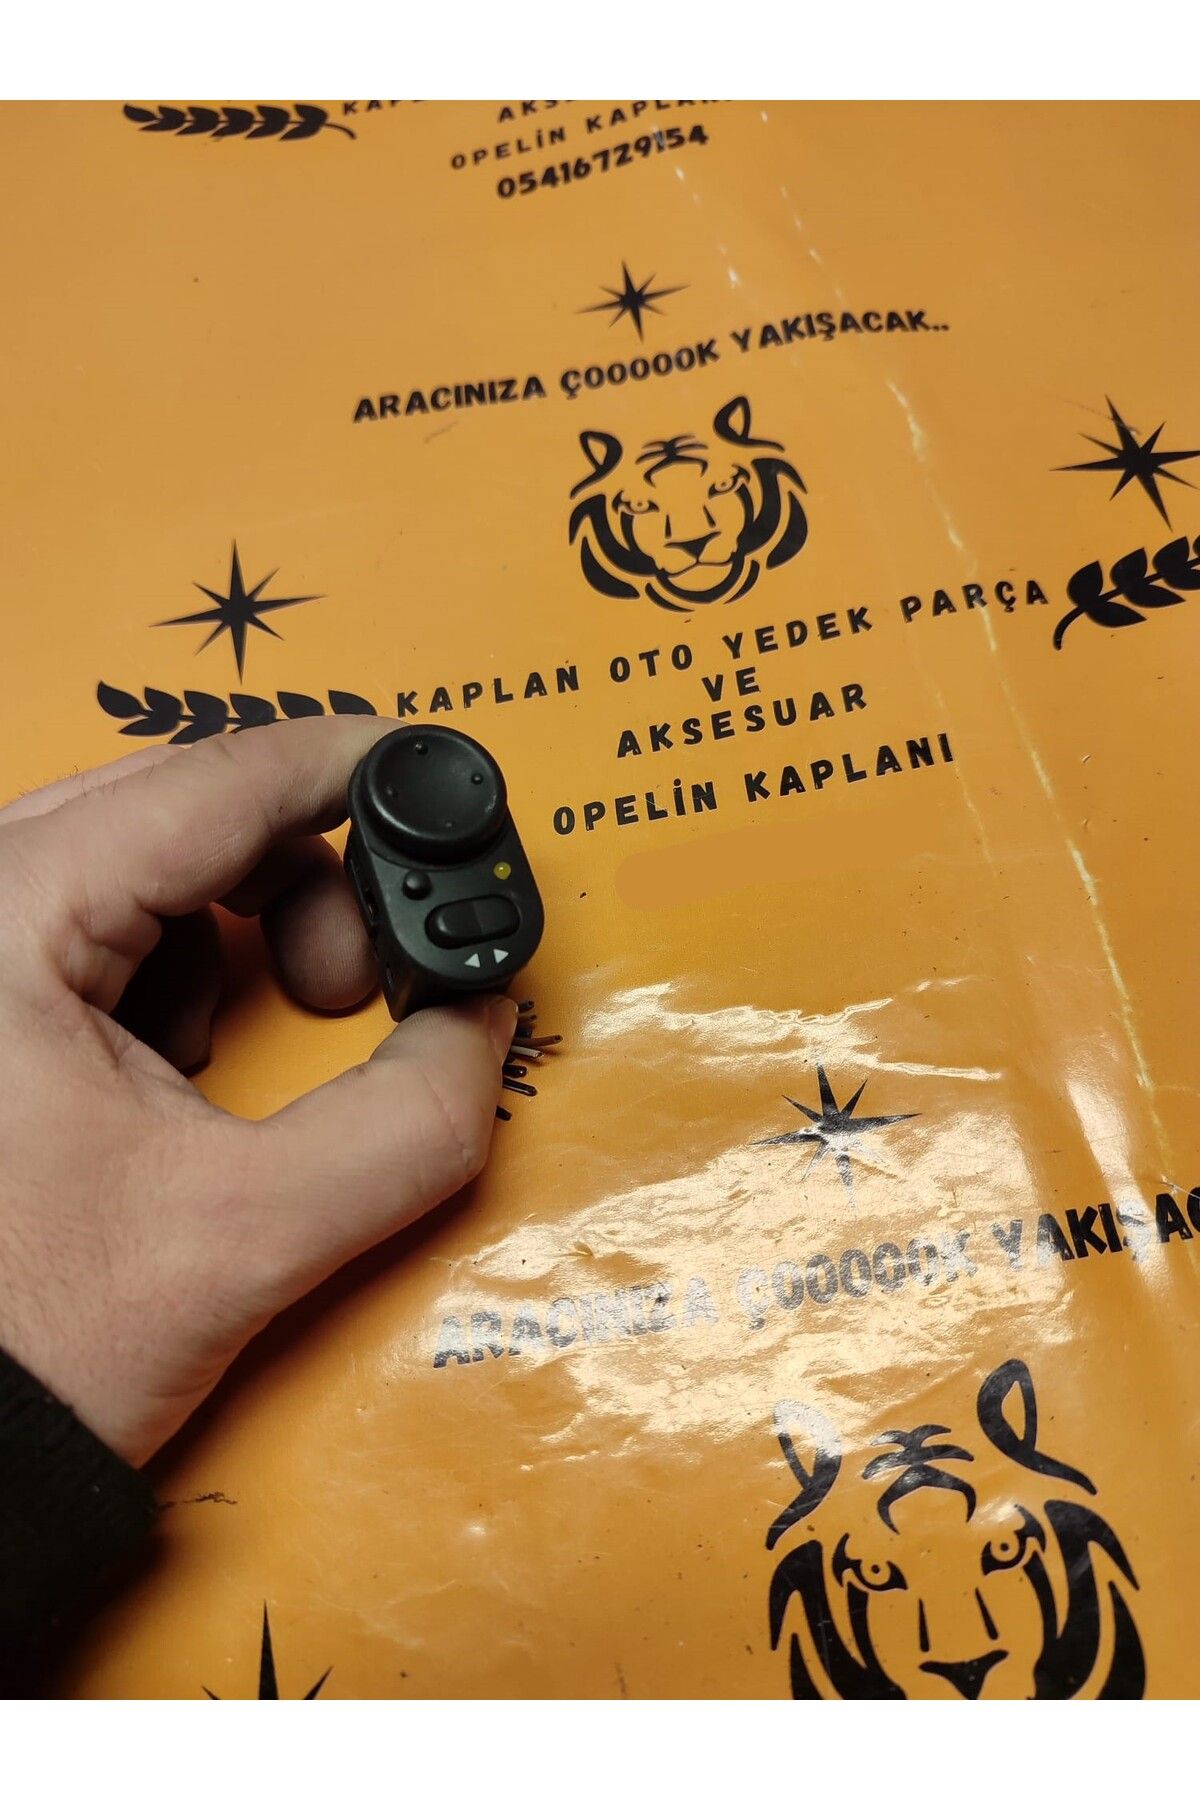 OPELİN KAPLANI
05416729154
ARACINIZA ÇOOOOOK YAKIŞACAK..
KAPLAN OTO YEDEK PARÇA
VE
AKSESUAR
OPELİN KAPLANI
ARACINIZA ÇOOOOOK YAKIŞAC